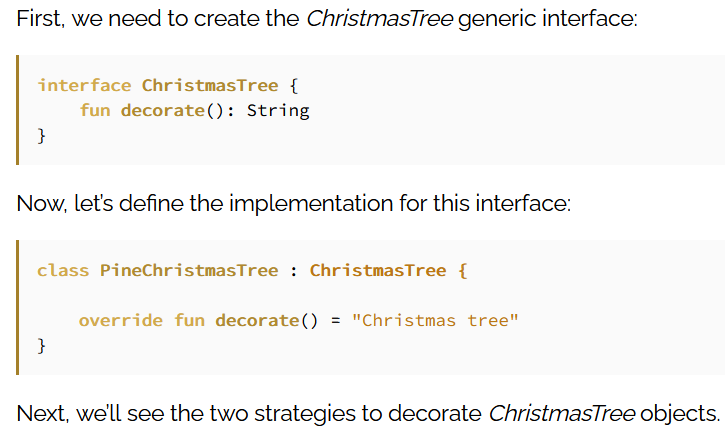 First, we need to create the ChristmasTree generic interface:
interface ChristmasTree {
    fun decorate(): String
}
Now, let’s define the implementation for this interface:
class PineChristmasTree : ChristmasTree {
    override fun decorate() = "Christmas tree"
}
Next, we’ll see the two strategies to decorate ChristmasTree objects.